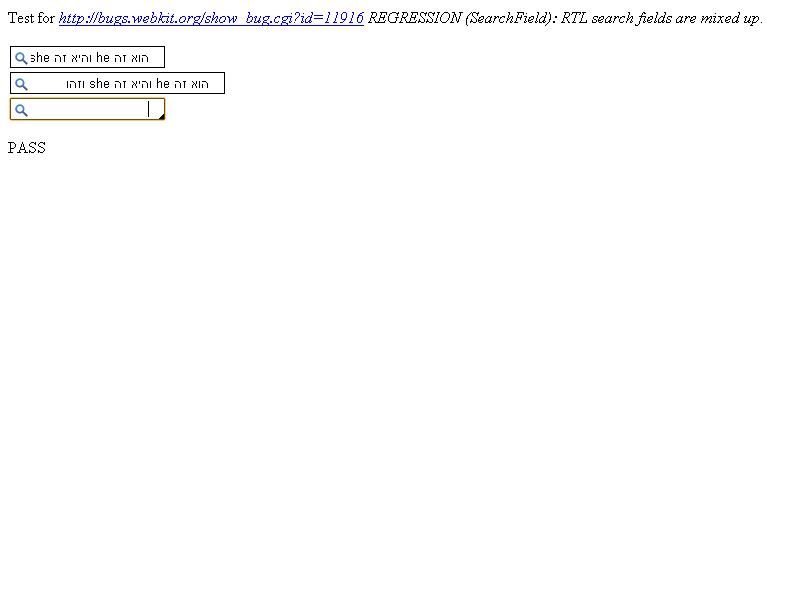 Test for http://bugs.webkit.org/show_bug.cgi?id=11916 REGRESSION (SearchField): RTL search fields are mixed up.
הוא זה he והיא זה she
הוא זה he והיא זה she וזהו
PASS